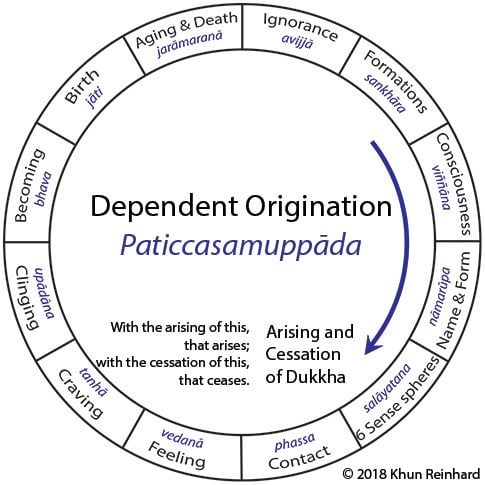 Ignorance
avijjā
Formations
sankhāra
Consciousness
viññāna
Name & Form
nāmarūpa
6 Sense spheres
salāyatana
Contact
phassa
Feeling
vedanā
Craving
tanhā
Clinging
upādāna
Becoming
bhava
Birth
jāti
Aging & Death
jarāmaranā
Dependent Origination
Paticcasamuppāda
With the arising of this,
that arises;
with the cessation of this,
that ceases.
Arising and
Cessation
of Dukkha
© 2018 Khun Reinhard